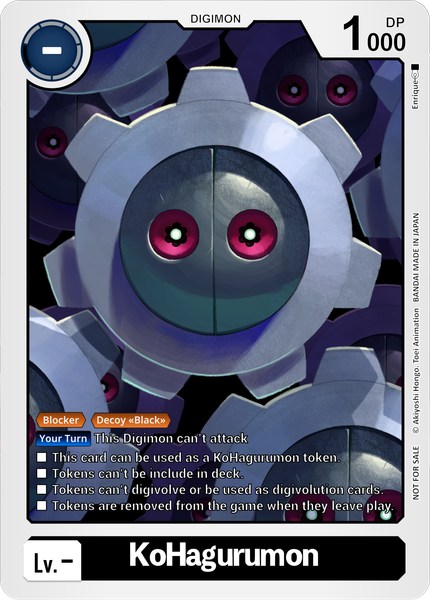 DIGIMON
–
DP
1000
Enrique
Blocker Decoy «Black»
Your Turn This Digimon can't attack
■ This card can be used as a KoHagurumon token.
■ Tokens can't be include in deck.
■ Tokens can't digivolve or be used as digivolution cards.
■ Tokens are removed from the game when they leave play.
NOT FOR SALE © Akiyoshi Hongo. Toei Animation BANDAI MADE IN JAPAN
Lv.–
KoHagurumon